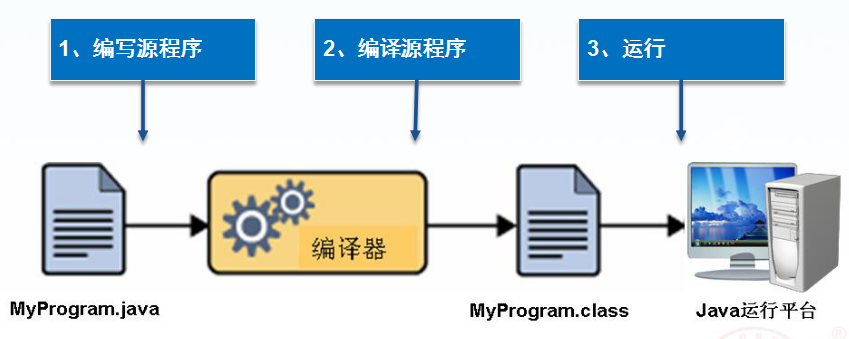 1、编写源程序
2、编译源程序
3、运行
编译器
MyProgram.java
MyProgram.class
Java运行平台